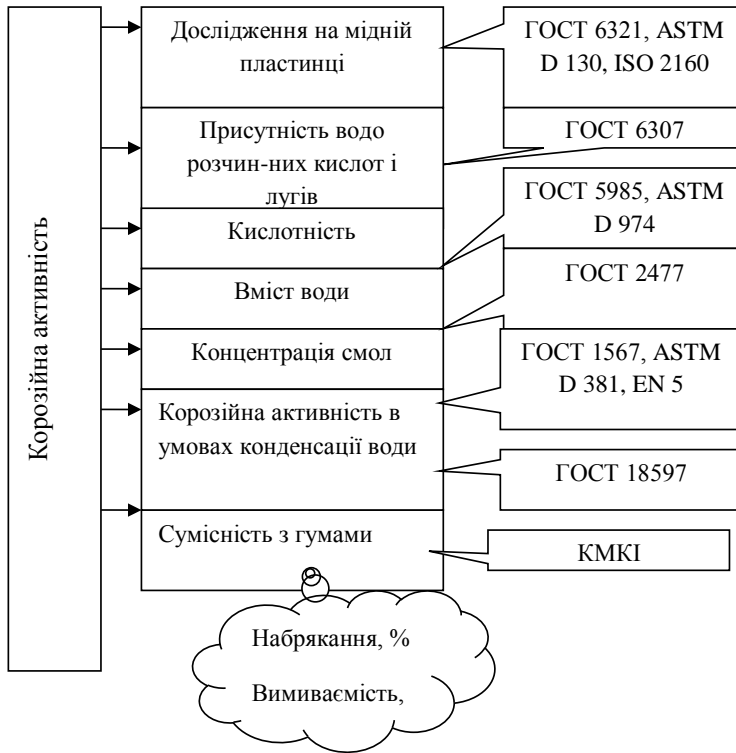 Корозійна активність
Дослідження на мідній
пластинці
ГОСТ 6321, ASTM
D 130, ISO 2160
Присутність водо
розчин-них кислот і
лугів
ГОСТ 6307
Кислотність
ГОСТ 5985, ASTM
D 974
Вміст води
ГОСТ 2477
Концентрація смол
ГОСТ 1567, ASTM
D 381, EN 5
Корозійна активність в
умовах конденсації води
ГОСТ 18597
Сумісність з гумами
КМКІ
Набрякання, %
Вимиваємість,